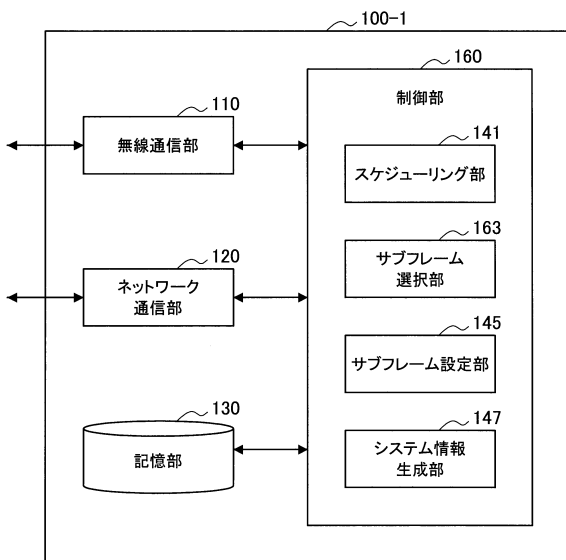 100-1
160
制御部
110
無線通信部
141
スケジューリング部
163
サブフレーム
選択部
120
ネットワーク
通信部
145
サブフレーム設定部
130
記憶部
147
システム情報
生成部